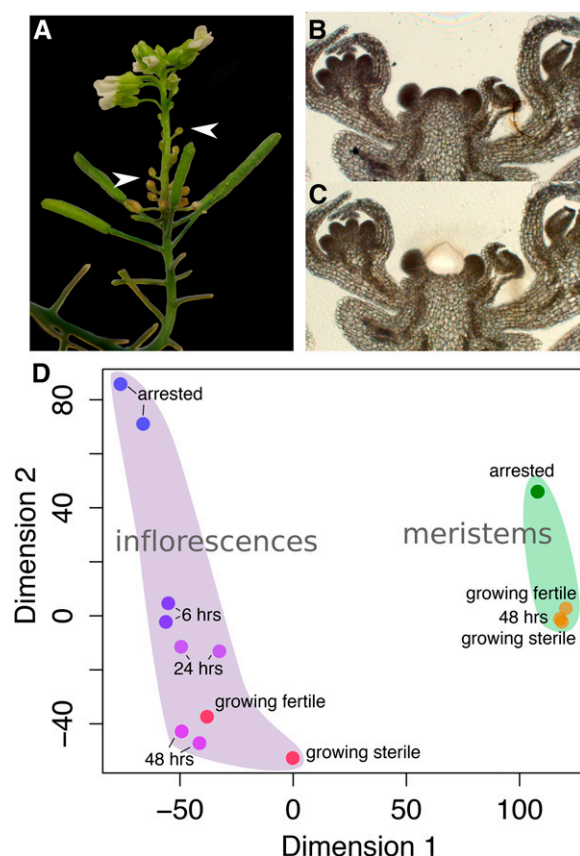 A
B
C
D
80
40
0
−40
Dimension 2
arrested
inflorescences
6 hrs
24 hrs
growing fertile
48 hrs
growing sterile
arrested
meristems
growing fertile
48 hrs
growing sterile
−50
0
50
100
Dimension 1